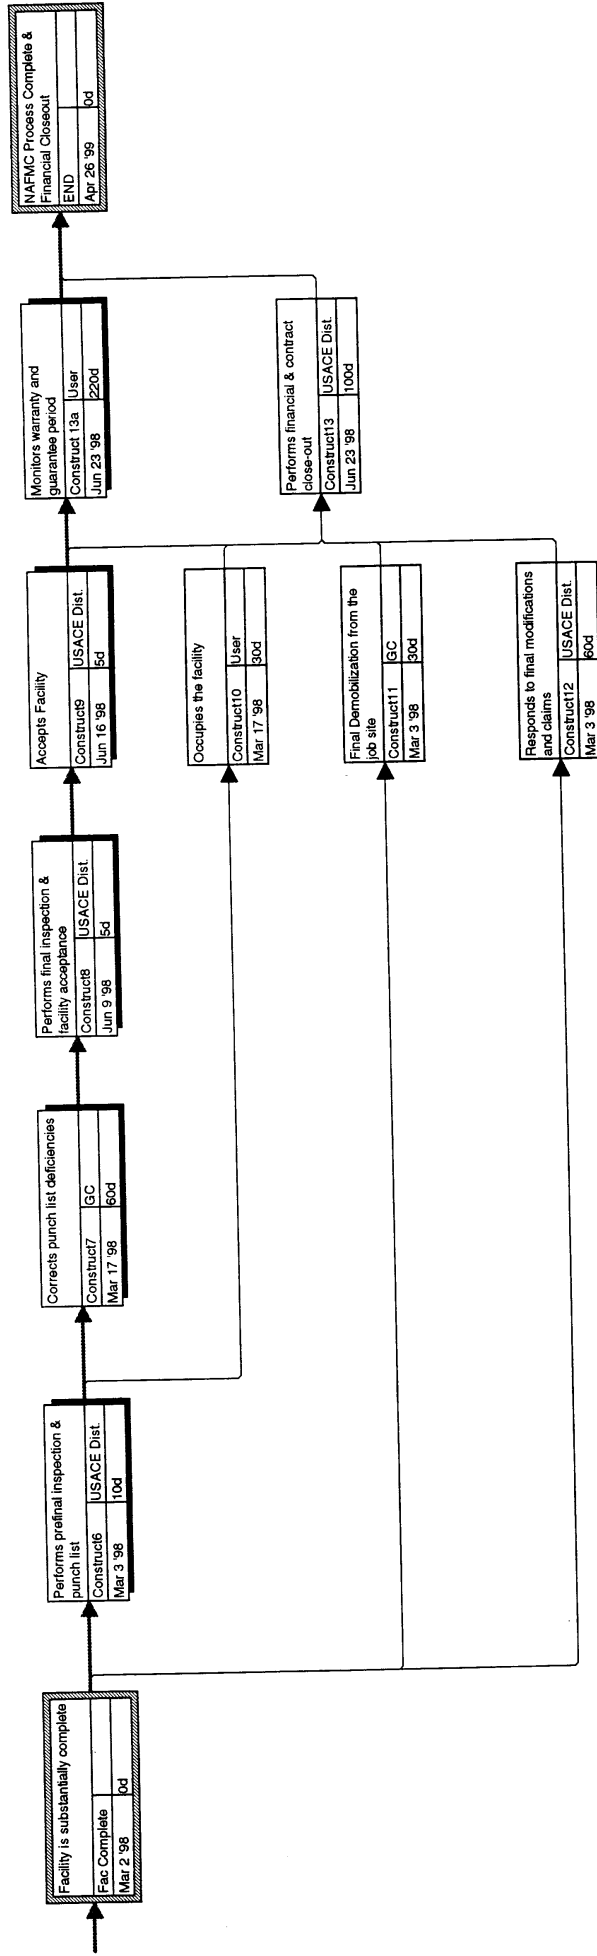 Facility is substantially complete
Fac Complete
Mar 2 '98 0d
Performs prefinal inspection &
punch list
Construct6 USACE Dist.
Mar 3 '98 10d
Corrects punch list deficiencies
Construct7 GC
Mar 17 '98 60d
Performs final inspection &
facility acceptance
Construct8 USACE Dist.
Jun 9 '98 5d
Accepts Facility
Construct9 USACE Dist.
Jun 16 '98 5d
Monitors warranty and
guarantee period
Construct 13a User
Jun 23 '98 220d
NAFMC Process Complete &
Financial Closeout
END
Apr 26 '99 0d
Occupies the facility
Construct10 User
Mar 17 '98 30d
Performs financial & contract
close-out
Construct13 USACE Dist.
Jun 23 '98 100d
Final Demobilization from the
job site
Construct11 GC
Mar 3 '98 30d
Responds to final modifications
and claims
Construct12 USACE Dist.
Mar 3 '98 60d